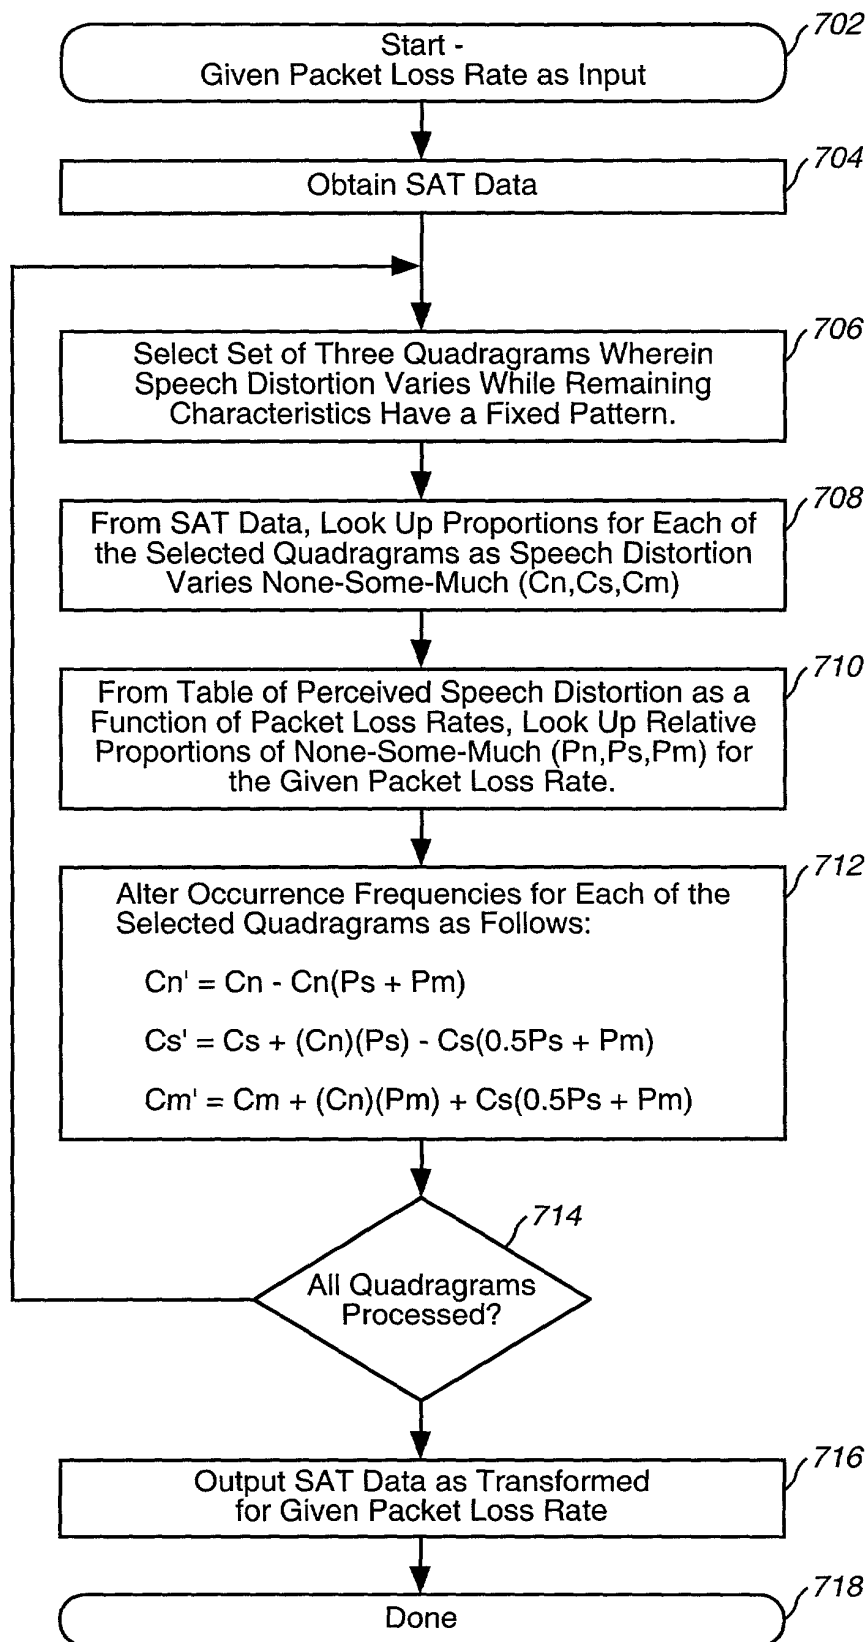 702
Start -
Given Packet Loss Rate as Input
704
Obtain SAT Data
706
Select Set of Three Quadragrams Wherein
Speech Distortion Varies While Remaining
Characteristics Have a Fixed Pattern.
708
From SAT Data, Look Up Proportions for Each of
the Selected Quadragrams as Speech Distortion
Varies None-Some-Much (Cn,Cs,Cm)
710
From Table of Perceived Speech Distortion as a
Function of Packet Loss Rates, Look Up Relative
Proportions of None-Some-Much (Pn,Ps,Pm) for
the Given Packet Loss Rate.
712
Alter Occurrence Frequencies for Each of the
Selected Quadragrams as Follows:
Cn' = Cn - Cn(Ps + Pm)
Cs' = Cs + (Cn)(Ps) - Cs(0.5Ps + Pm)
Cm' = Cm + (Cn)(Pm) + Cs(0.5Ps + Pm)
714
All Quadragrams
Processed?
716
Output SAT Data as Transformed
for Given Packet Loss Rate
718
Done